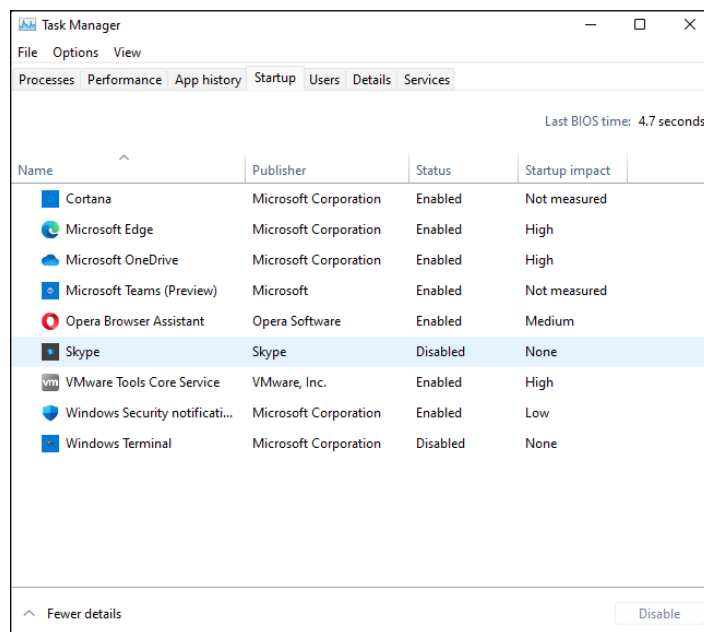 Task Manager
File Options View
Processes Performance App history Startup Users Details Services
Last BIOS time: 4.7 seconds
Name Publisher Status Startup impact
Cortana Microsoft Corporation Enabled Not measured
Microsoft Edge Microsoft Corporation Enabled High
Microsoft OneDrive Microsoft Corporation Enabled High
Microsoft Teams (Preview) Microsoft Enabled Not measured
Opera Browser Assistant Opera Software Enabled Medium
Skype Skype Disabled None
vm VMware Tools Core Service VMware, Inc. Enabled High
Windows Security notificati... Microsoft Corporation Enabled Low
Windows Terminal Microsoft Corporation Disabled None
Fewer details Disable